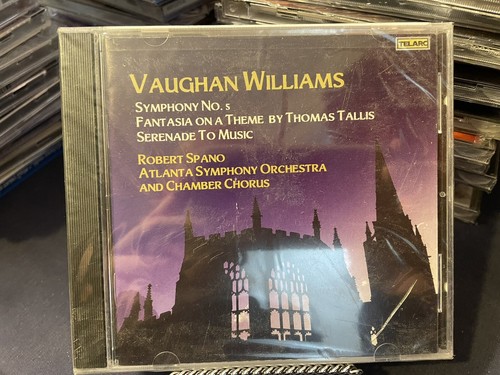 TELARC
VAUGHAN WILLIAMS
SYMPHONY NO. 5
FANTASIA ON A THEME BY THOMAS TALLIS
SERENADE TO MUSIC
ROBERT SPANO
ATLANTA SYMPHONY ORCHESTRA
AND CHAMBER CHORUS